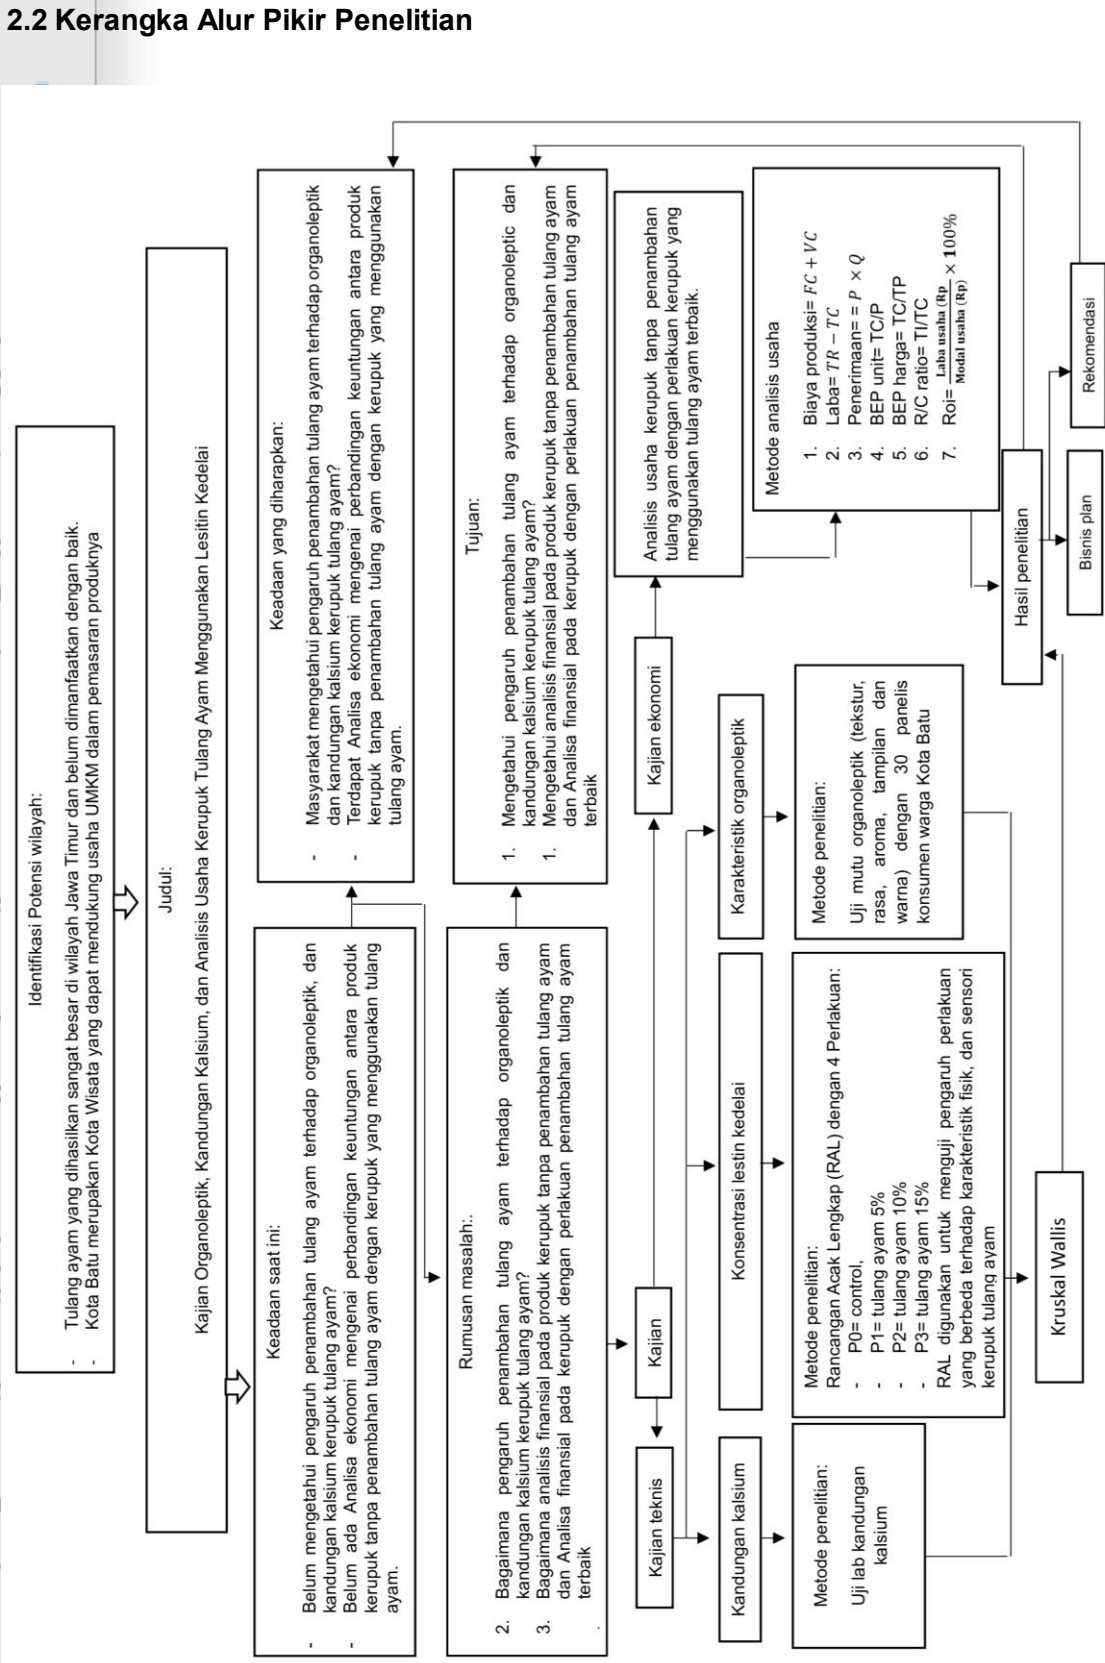 2.2 Kerangka Alur Pikir Penelitian
Identifikasi Potensi wilayah:
- Tulang ayam yang dihasilkan sangat besar di wilayah Jawa Timur dan belum dimanfaatkan dengan baik.
- Kota Batu merupakan Kota Wisata yang dapat mendukung usaha UMKM dalam pemasaran produknya
Judul:
Kajian Organoleptik, Kandungan Kalsium, dan Analisis Usaha Kerupuk Tulang Ayam Menggunakan Lesitin Kedelai
Keadaan saat ini:
- Belum mengetahui pengaruh penambahan tulang ayam terhadap organoleptik, dan
kandungan kalsium kerupuk tulang ayam?
- Belum ada Analisa ekonomi mengenai perbandingan keuntungan antara produk
kerupuk tanpa penambahan tulang ayam dengan kerupuk yang menggunakan tulang
ayam.
Keadaan yang diharapkan:
- Masyarakat mengetahui pengaruh penambahan tulang ayam terhadap organoleptik
dan kandungan kalsium kerupuk tulang ayam?
- Terdapat Analisa ekonomi mengenai perbandingan keuntungan antara produk
kerupuk tanpa penambahan tulang ayam dengan kerupuk yang menggunakan
tulang ayam.
Rumusan masalah:.
2. Bagaimana pengaruh penambahan tulang ayam terhadap organoleptik dan
kandungan kalsium kerupuk tulang ayam?
3. Bagaimana analisis finansial pada produk kerupuk tanpa penambahan tulang ayam
dan Analisa finansial pada kerupuk dengan perlakuan penambahan tulang ayam
terbaik
.
Tujuan:
1. Mengetahui pengaruh penambahan tulang ayam terhadap organoleptic dan
kandungan kalsium kerupuk tulang ayam?
1. Mengetahui analisis finansial pada produk kerupuk tanpa penambahan tulang ayam
dan Analisa finansial pada kerupuk dengan perlakuan penambahan tulang ayam
terbaik
Kajian teknis
Kajian
Kajian ekonomi
Analisis usaha kerupuk tanpa penambahan
tulang ayam dengan perlakuan kerupuk yang
menggunakan tulang ayam terbaik.
Kandungan kalsium
Konsentrasi lestin kedelai
Karakteristik organoleptik
Metode penelitian:
Uji lab kandungan
kalsium
Metode penelitian:
Rancangan Acak Lengkap (RAL) dengan 4 Perlakuan:
- P0= control,
- P1= tulang ayam 5%
- P2= tulang ayam 10%
- P3= tulang ayam 15%
RAL digunakan untuk menguji pengaruh perlakuan
yang berbeda terhadap karakteristik fisik, dan sensori
kerupuk tulang ayam
Metode penelitian:
Uji mutu organoleptik (tekstur,
rasa, aroma, tampilan dan
warna) dengan 30 panelis
konsumen warga Kota Batu
Metode analisis usaha
1. Biaya produksi= FC + VC
2. Laba= TR − TC
3. Penerimaan= = P × Q
4. BEP unit= TC/P
5. BEP harga= TC/TP
6. R/C ratio= TI/TC
7. Roi= Laba usaha (Rp / Modal usaha (Rp) × 100%
Kruskal Wallis
Hasil penelitian
Bisnis plan
Rekomendasi